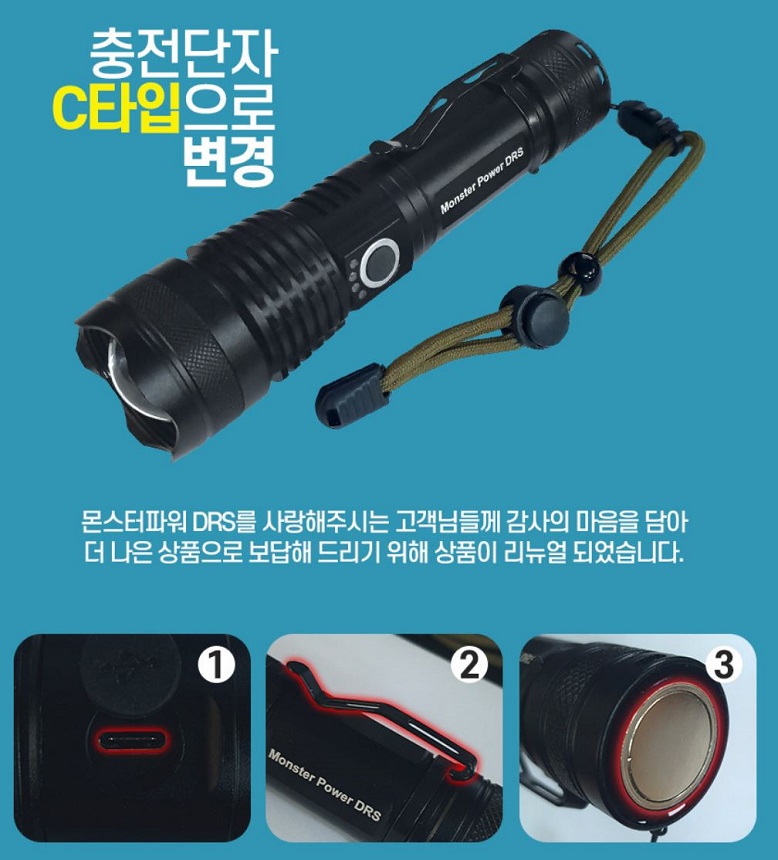 충전단자
C타입으로
변경
Monster Power DRS
몬스터파워 DRS를 사랑해주시는 고객님들께 감사의 마음을 담아
더 나은 상품으로 보답해 드리기 위해 상품이 리뉴얼 되었습니다.
1
2
3
Monster Power DRS